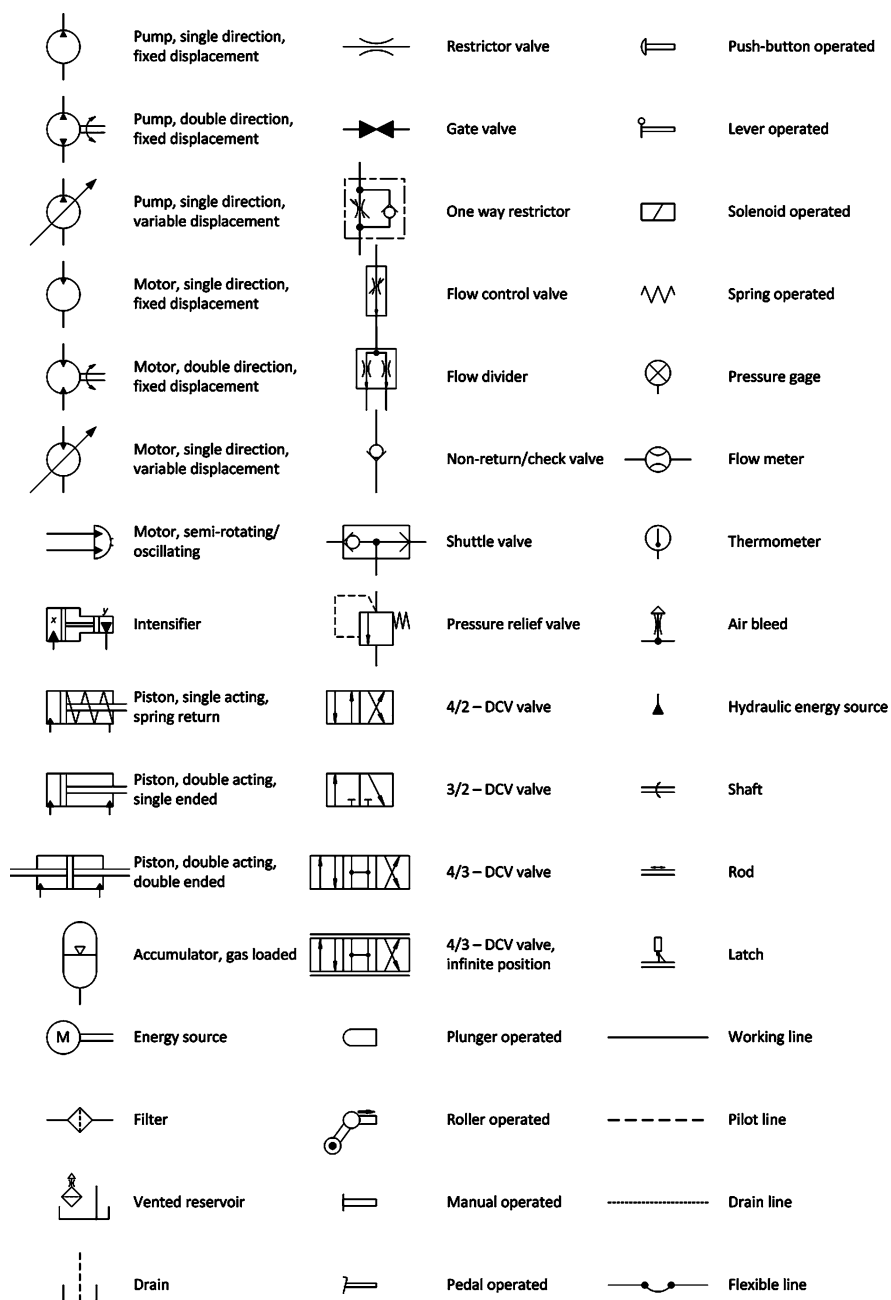 Pump, single direction,
fixed displacement
Restrictor valve
Push-button operated
Pump, double direction,
fixed displacement
Gate valve
Lever operated
Pump, single direction,
variable displacement
One way restrictor
Solenoid operated
Motor, single direction,
fixed displacement
Flow control valve
Spring operated
Motor, double direction,
fixed displacement
Flow divider
Pressure gage
Motor, single direction,
variable displacement
Non-return/check valve
Flow meter
Motor, semi-rotating/
oscillating
Shuttle valve
Thermometer
x
y
Intensifier
Pressure relief valve
Air bleed
Piston, single acting,
spring return
4/2 – DCV valve
Hydraulic energy source
Piston, double acting,
single ended
3/2 – DCV valve
Shaft
Piston, double acting,
double ended
4/3 – DCV valve
Rod
Accumulator, gas loaded
4/3 – DCV valve,
infinite position
Latch
M
Energy source
Plunger operated
Working line
Filter
Roller operated
Pilot line
Vented reservoir
Manual operated
Drain line
Drain
Pedal operated
Flexible line